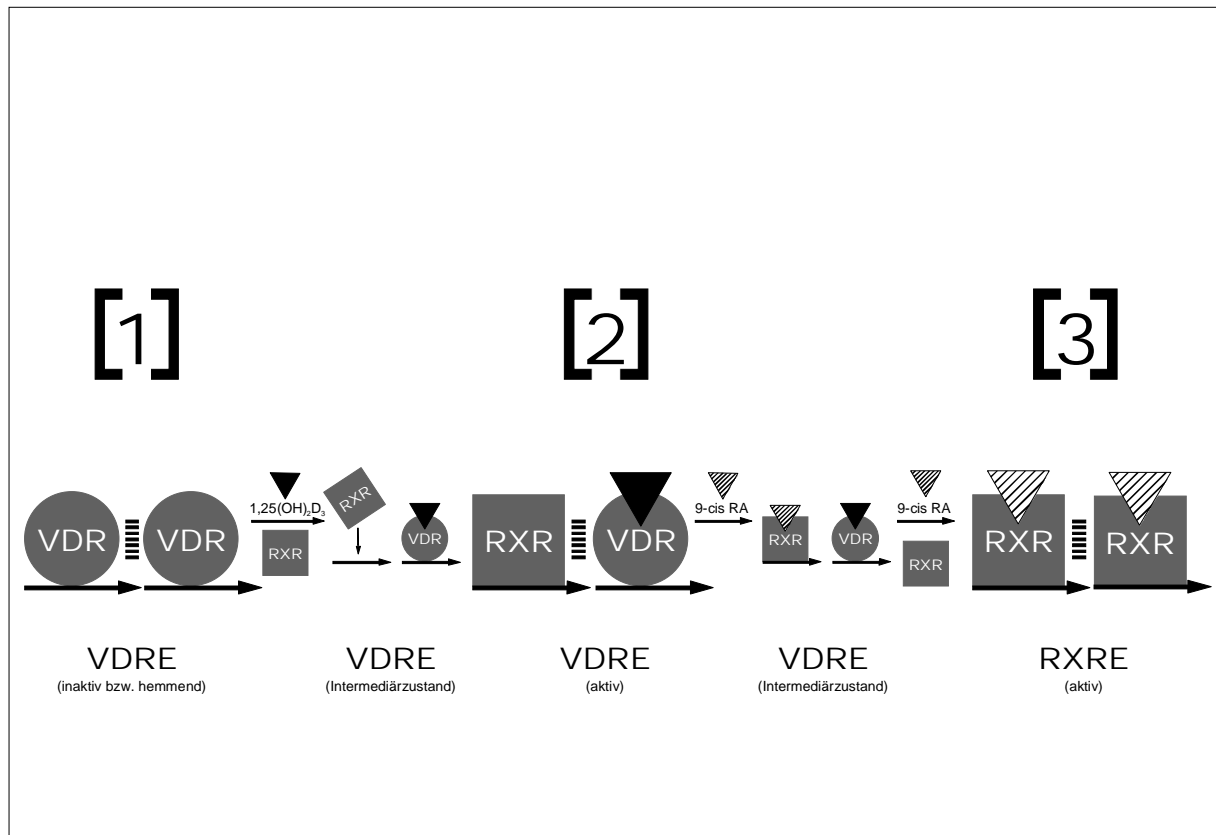 [1]
[2]
[3]
VDR
VDR
1,25(OH)₂D₃
RXR
RXR
VDR
RXR
VDR
9-cis RA
RXR
VDR
9-cis RA
RXR
RXR
RXR
VDRE
(inaktiv bzw. hemmend)
VDRE
(Intermediärzustand)
VDRE
(aktiv)
VDRE
(Intermediärzustand)
RXRE
(aktiv)